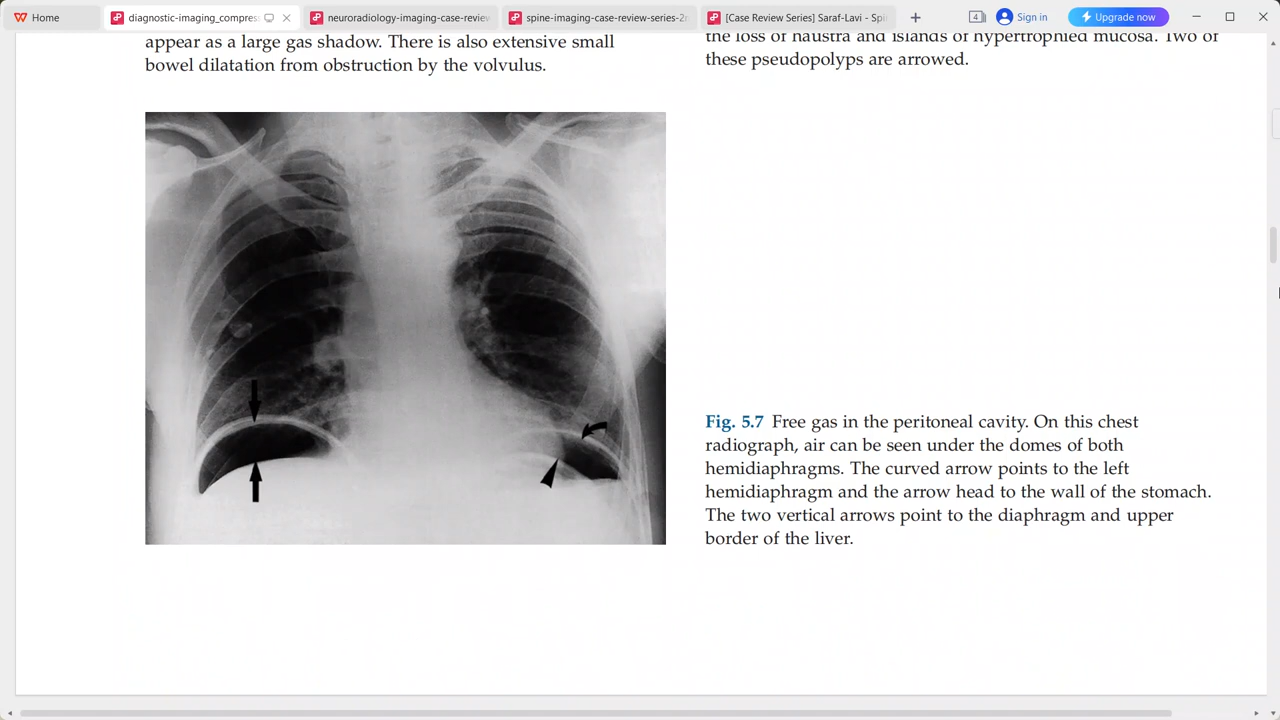 Home
diagnostic-imaging_compres
neuroradiology-imaging-case-review
spine-imaging-case-review-series-2
[Case Review Series] Saraf-Lavi - Spi
4
Sign in
Upgrade now
appear as a large gas shadow. There is also extensive small
bowel dilatation from obstruction by the volvulus.
the loss of haustra and islands of hypertrophied mucosa. Two of
these pseudopolyps are arrowed.
Fig. 5.7 Free gas in the peritoneal cavity. On this chest
radiograph, air can be seen under the domes of both
hemidiaphragms. The curved arrow points to the left
hemidiaphragm and the arrow head to the wall of the stomach.
The two vertical arrows point to the diaphragm and upper
border of the liver.